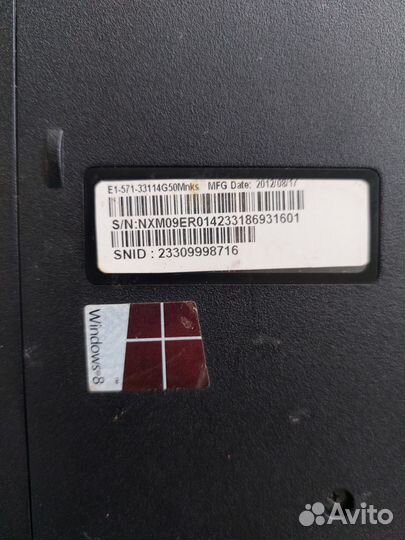 E1-571-33114G50Mnks MFG Date: 2012/08/17
S/N:NXM09ER014233186931601
SNID : 23309998716
Windows 8
Avito